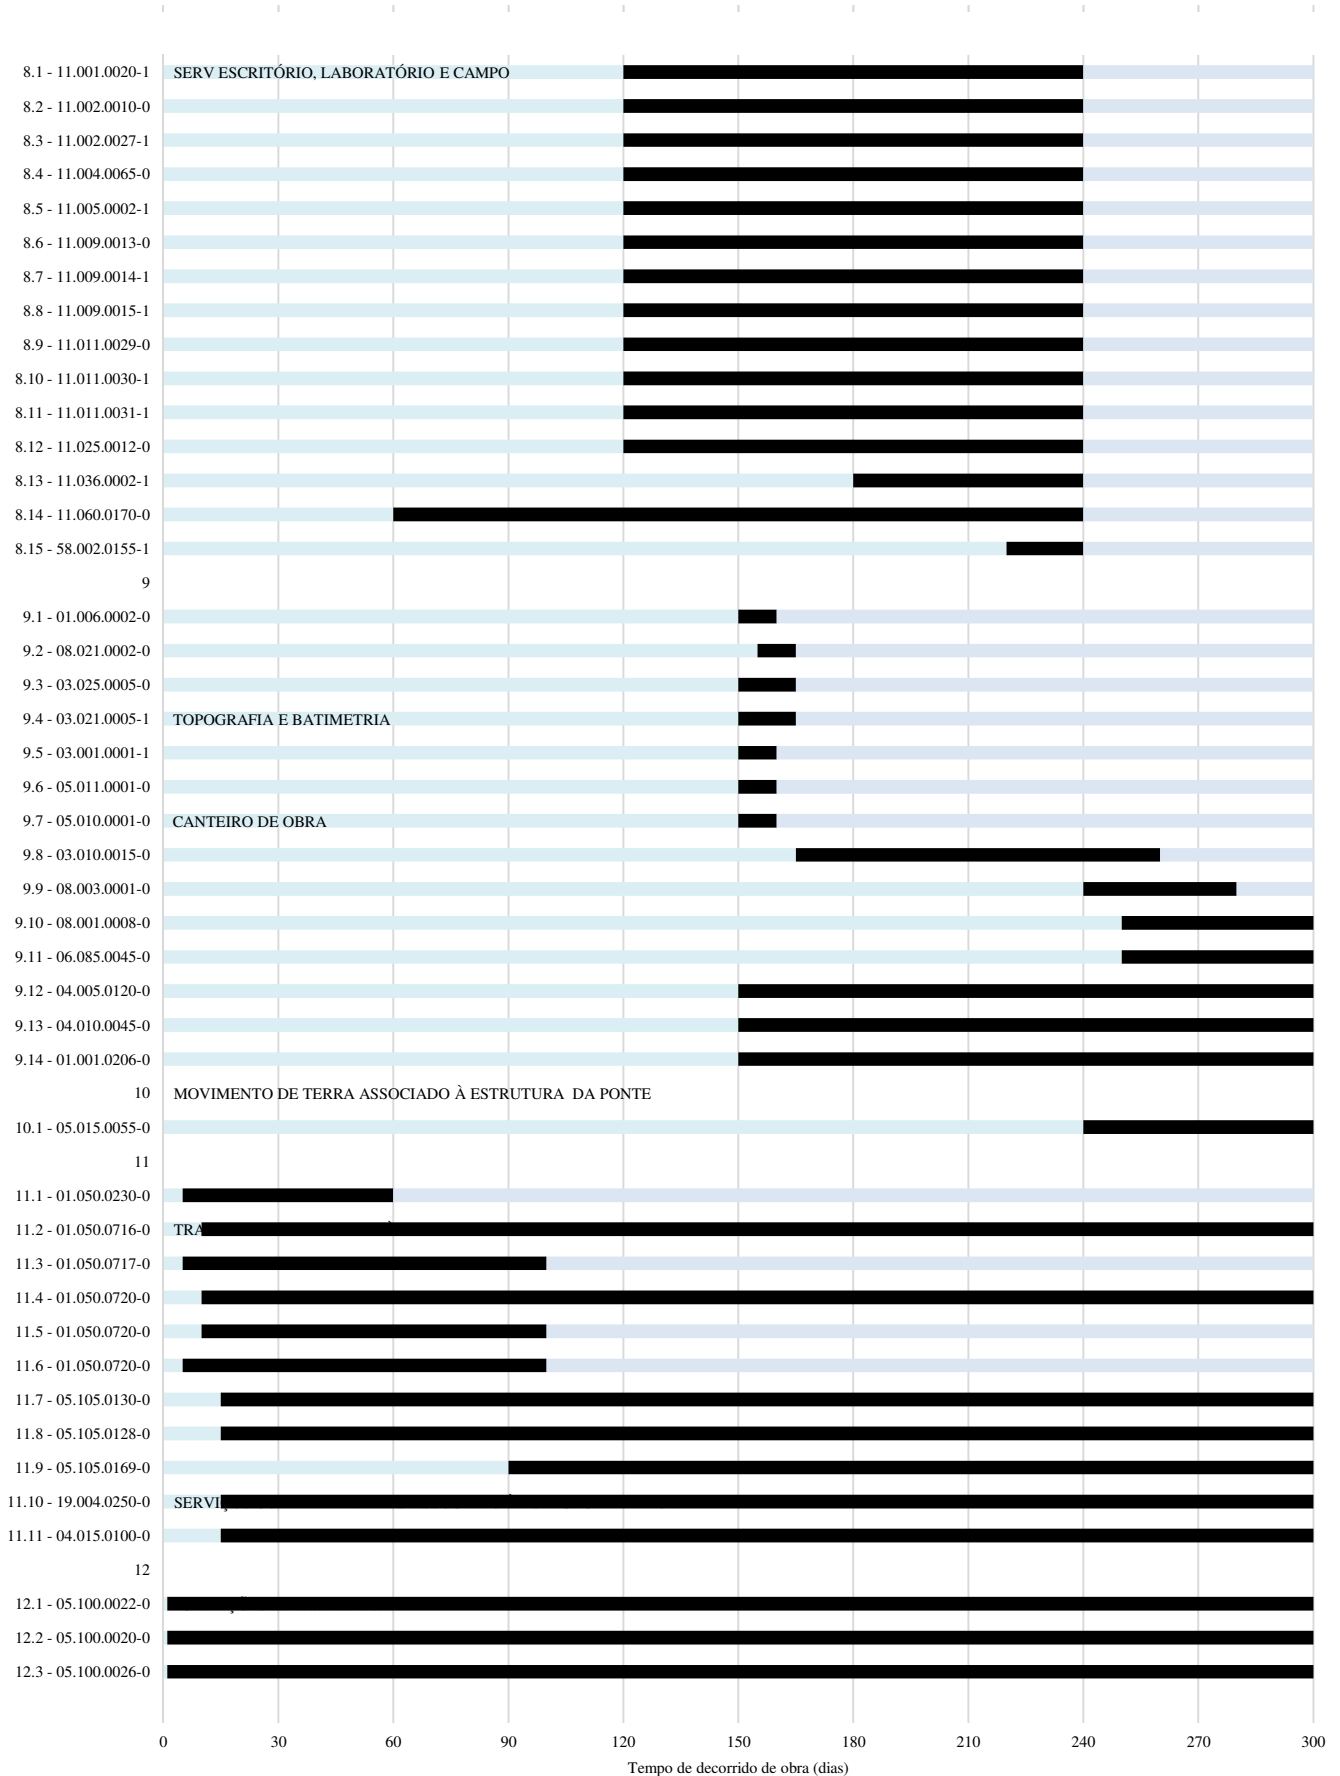 8.1 - 11.001.0020-1 SERV ESCRITÓRIO, LABORATÓRIO E CAMPO
8.2 - 11.002.0010-0
8.3 - 11.002.0027-1
8.4 - 11.004.0065-0
8.5 - 11.005.0002-1
8.6 - 11.009.0013-0
8.7 - 11.009.0014-1
8.8 - 11.009.0015-1
8.9 - 11.011.0029-0
8.10 - 11.011.0030-1
8.11 - 11.011.0031-1
8.12 - 11.025.0012-0
8.13 - 11.036.0002-1
8.14 - 11.060.0170-0
8.15 - 58.002.0155-1
9
9.1 - 01.006.0002-0
9.2 - 08.021.0002-0
9.3 - 03.025.0005-0
9.4 - 03.021.0005-1 TOPOGRAFIA E BATIMETRIA
9.5 - 03.001.0001-1
9.6 - 05.011.0001-0
9.7 - 05.010.0001-0 CANTEIRO DE OBRA
9.8 - 03.010.0015-0
9.9 - 08.003.0001-0
9.10 - 08.001.0008-0
9.11 - 06.085.0045-0
9.12 - 04.005.0120-0
9.13 - 04.010.0045-0
9.14 - 01.001.0206-0
10 MOVIMENTO DE TERRA ASSOCIADO À ESTRUTURA DA PONTE
10.1 - 05.015.0055-0
11
11.1 - 01.050.0230-0
11.2 - 01.050.0716-0
11.3 - 01.050.0717-0
11.4 - 01.050.0720-0
11.5 - 01.050.0720-0
11.6 - 01.050.0720-0
11.7 - 05.105.0130-0
11.8 - 05.105.0128-0
11.9 - 05.105.0169-0
11.10 - 19.004.0250-0
11.11 - 04.015.0100-0
12
12.1 - 05.100.0022-0
12.2 - 05.100.0020-0
12.3 - 05.100.0026-0
0 30 60 90 120 150 180 210 240 270 300
Tempo de decorrido de obra (dias)